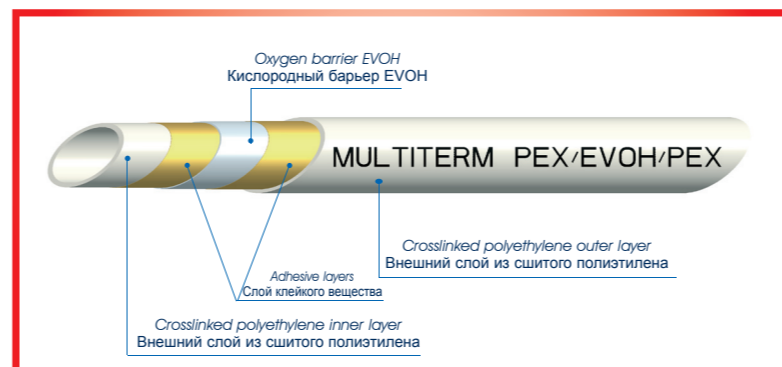 Oxygen barrier EVOH
Кислородный барьер EVOH
MULTITERM PEX/EVOH/PEX
Crosslinked polyethylene outer layer
Внешний слой из сшитого полиэтилена
Adhesive layers
Слой клейкого вещества
Crosslinked polyethylene inner layer
Внешний слой из сшитого полиэтилена